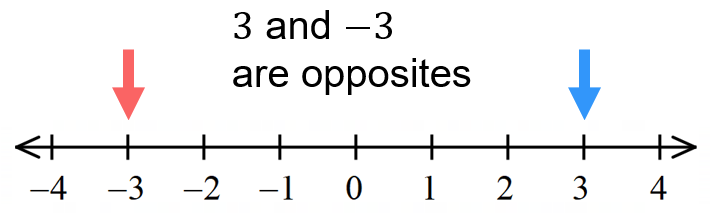 3 and −3
are opposites
−4 −3 −2 −1 0 1 2 3 4